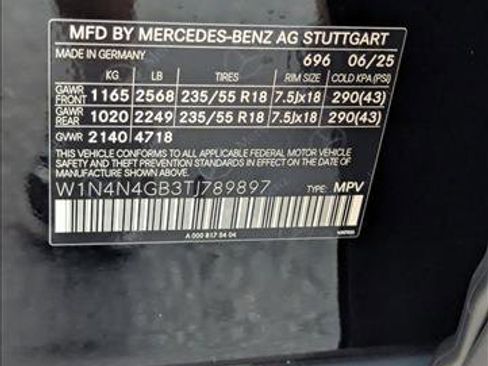 MFD BY MERCEDES-BENZ AG STUTTGART
MADE IN GERMANY 696 06/25
KG LB TIRES RIM SIZE COLD KPA (PSI)
GAWR FRONT 1165 2568 235/55 R18 7.5Jx18 290(43)
GAWR REAR 1020 2249 235/55 R18 7.5Jx18 290(43)
GVWR 2140 4718
THIS VEHICLE CONFORMS TO ALL APPLICABLE FEDERAL MOTOR VEHICLE
SAFETY, BUMPER, AND THEFT PREVENTION STANDARDS IN EFFECT ON THE DATE OF
MANUFACTURE SHOWN ABOVE.
W1N4N4GB3TJ789897 TYPE: MPV
A 000 817 04 04